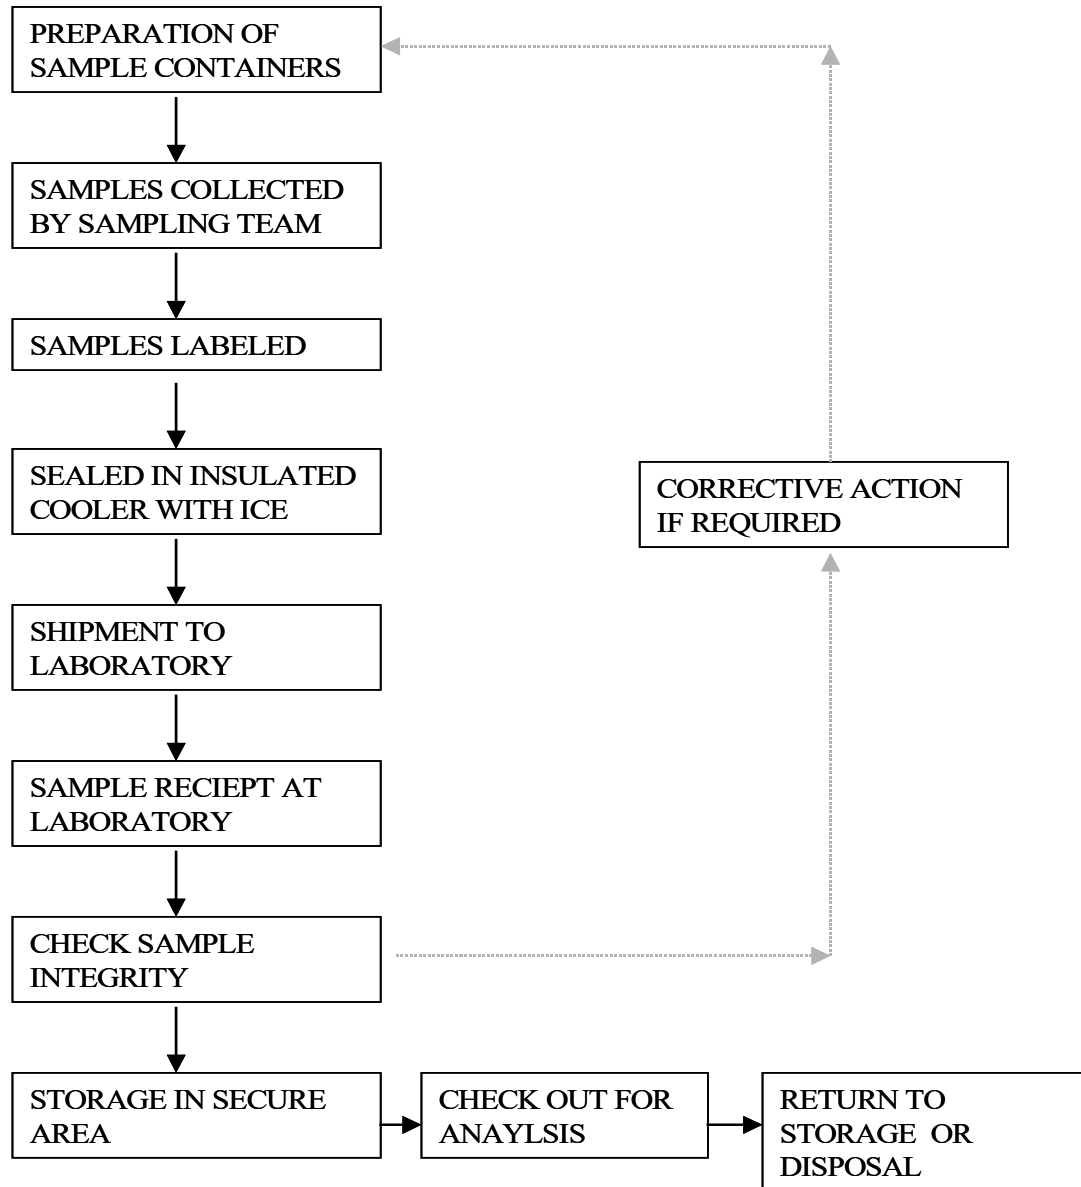 PREPARATION OF
SAMPLE CONTAINERS
SAMPLES COLLECTED
BY SAMPLING TEAM
SAMPLES LABELED
SEALED IN INSULATED
COOLER WITH ICE
CORRECTIVE ACTION
IF REQUIRED
SHIPMENT TO
LABORATORY
SAMPLE RECIEPT AT
LABORATORY
CHECK SAMPLE
INTEGRITY
STORAGE IN SECURE
AREA
CHECK OUT FOR
ANAYLSIS
RETURN TO
STORAGE OR
DISPOSAL